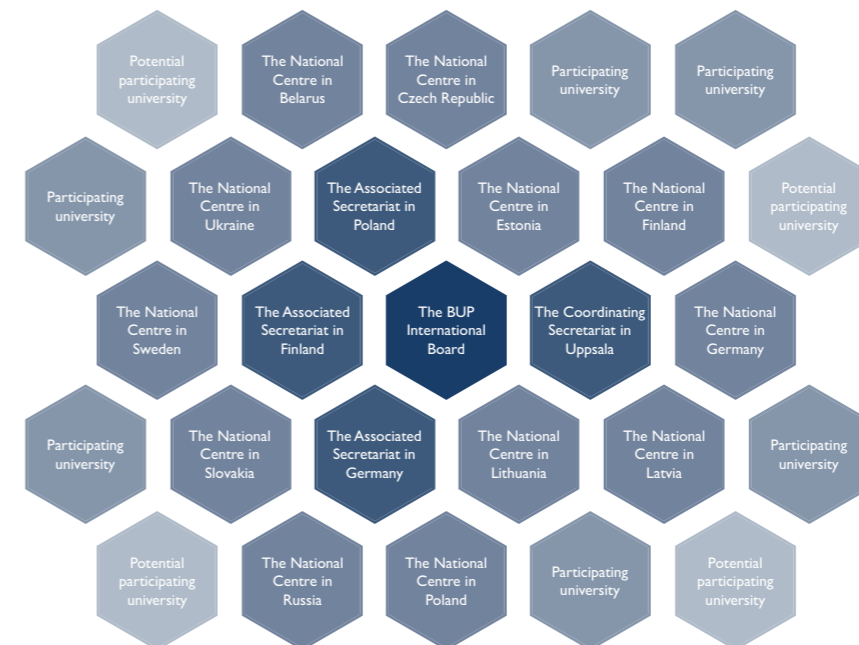 Potential
participating
university
The National
Centre in
Belarus
The National
Centre in
Czech Republic
Participating
university
Participating
university
Participating
university
The National
Centre in
Ukraine
The Associated
Secretariat in
Poland
The National
Centre in
Estonia
The National
Centre in
Finland
Potential
participating
university
The National
Centre in
Sweden
The Associated
Secretariat in
Finland
The BUP
International
Board
The Coordinating
Secretariat in
Uppsala
The National
Centre in
Germany
Participating
university
The National
Centre in
Slovakia
The Associated
Secretariat in
Germany
The National
Centre in
Lithuania
The National
Centre in
Latvia
Participating
university
Potential
participating
university
The National
Centre in
Russia
The National
Centre in
Poland
Participating
university
Potential
participating
university